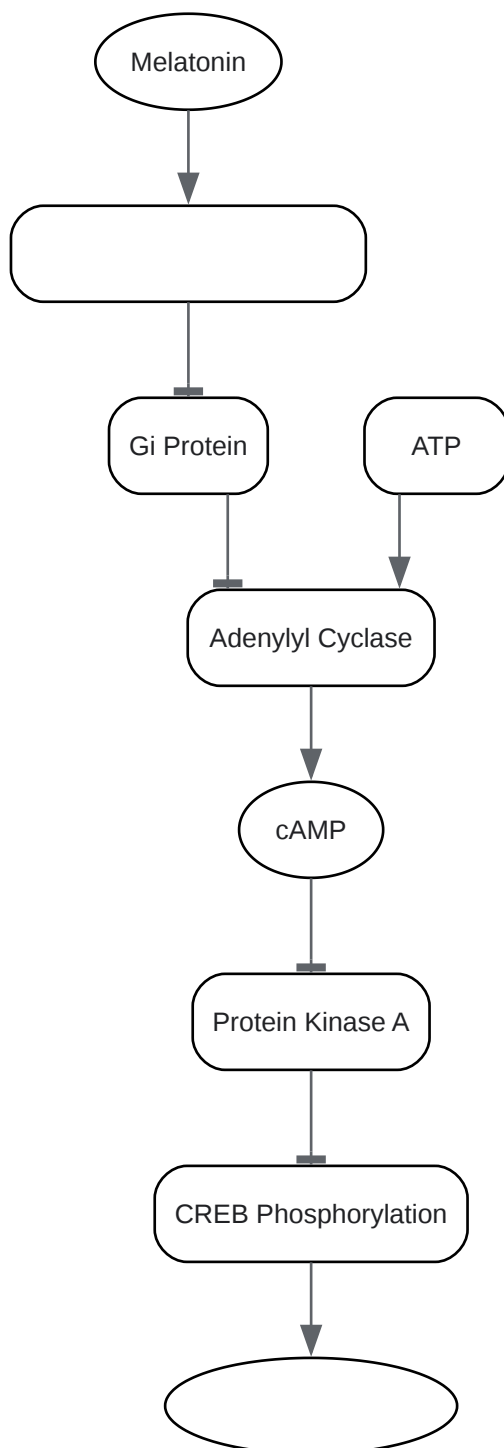 Melatonin
Gi Protein
ATP
Adenylyl Cyclase
cAMP
Protein Kinase A
CREB Phosphorylation